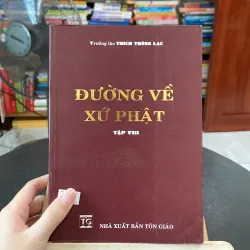 Trưởng lão THÍCH THÔNG LẠC
ĐƯỜNG VỀ
XỨ PHẬT
TẬP VIII
TG
NHÀ XUẤT BẢN TÔN GIÁO